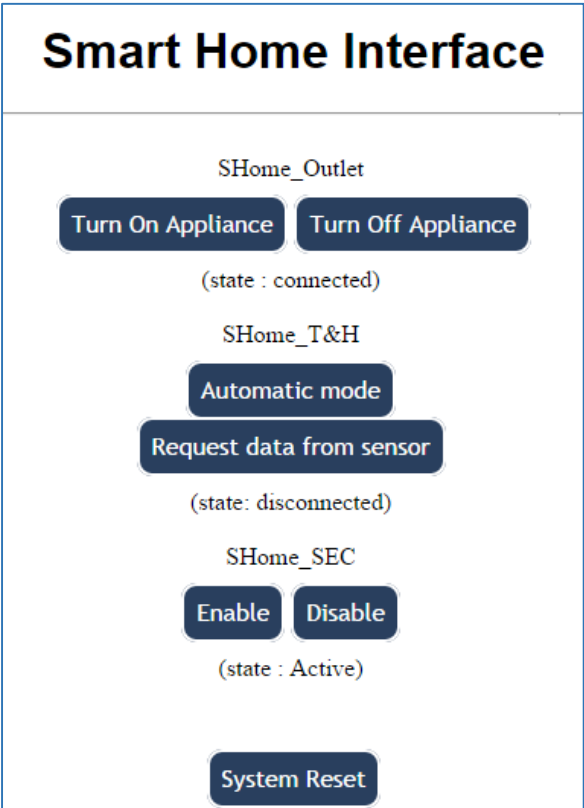 Smart Home Interface
SHome_Outlet
Turn On Appliance Turn Off Appliance
(state : connected)
SHome_T&H
Automatic mode
Request data from sensor
(state: disconnected)
SHome_SEC
Enable Disable
(state : Active)
System Reset